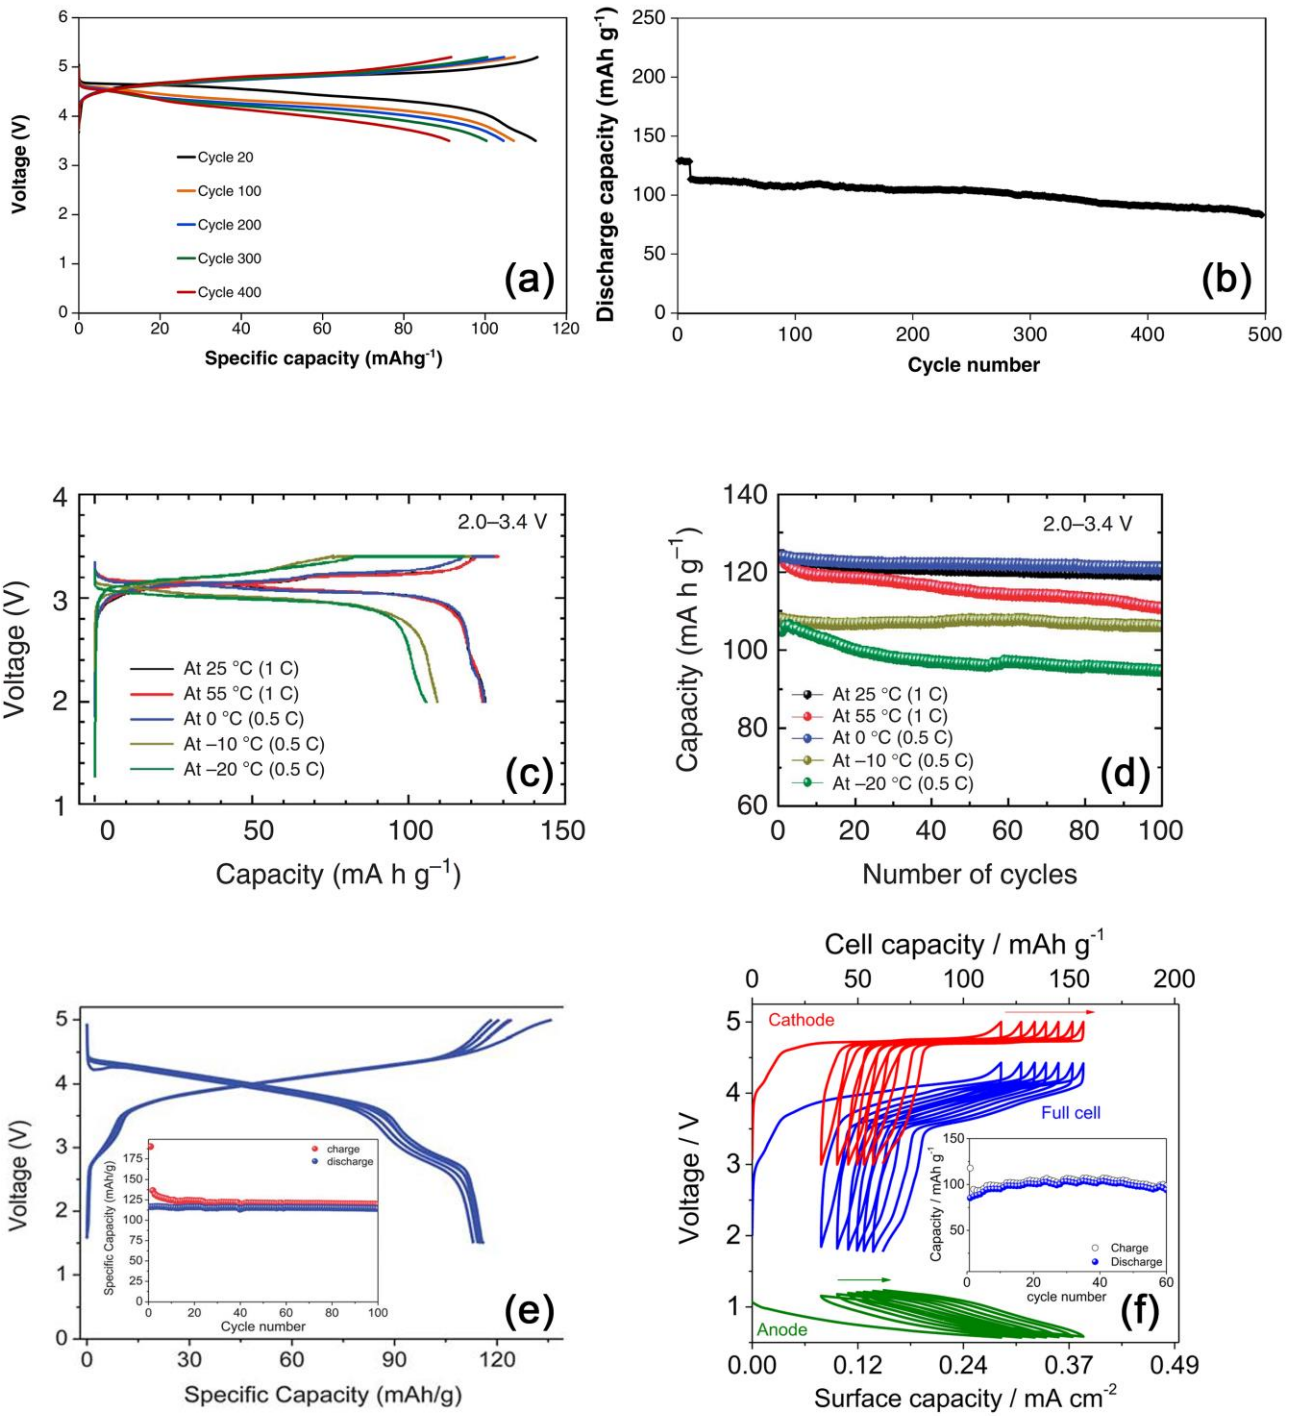 6
5
4
3
2
1
0
Voltage (V)
Cycle 20
Cycle 100
Cycle 200
Cycle 300
Cycle 400
(a)
0 20 40 60 80 100 120
Specific capacity (mAhg-1)
250
200
150
100
50
0
Discharge capacity (mAh g-1)
(b)
0 100 200 300 400 500
Cycle number
4
3
2
1
Voltage (V)
2.0–3.4 V
At 25 °C (1 C)
At 55 °C (1 C)
At 0 °C (0.5 C)
At –10 °C (0.5 C)
At –20 °C (0.5 C)
(c)
0 50 100 150
Capacity (mA h g–1)
140
120
100
80
60
Capacity (mA h g–1)
2.0–3.4 V
At 25 °C (1 C)
At 55 °C (1 C)
At 0 °C (0.5 C)
At –10 °C (0.5 C)
At –20 °C (0.5 C)
(d)
0 20 40 60 80 100
Number of cycles
5
4
3
2
1
0
Voltage (V)
175
150
125
100
75
50
25
0
Specific Capacity (mAh/g)
charge
discharge
0 20 40 60 80 100
Cycle number
(e)
0 30 60 90 120
Specific Capacity (mAh/g)
Cell capacity / mAh g-1
0 50 100 150 200
5
4
3
2
1
Voltage / V
Cathode
Full cell
Anode
150
100
50
Capacity / mAh g-1
Charge
Discharge
0 20 40 60
cycle number
(f)
0.00 0.12 0.24 0.37 0.49
Surface capacity / mA cm-2